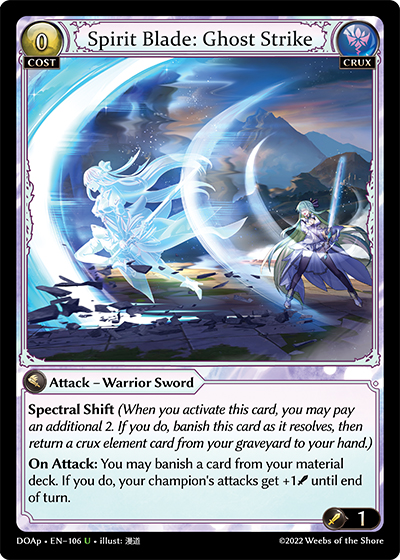 0
Spirit Blade: Ghost Strike
COST
CRUX
Attack – Warrior Sword
Spectral Shift (When you activate this card, you may pay
an additional 2. If you do, banish this card as it resolves, then
return a crux element card from your graveyard to your hand.)
On Attack: You may banish a card from your material
deck. If you do, your champion's attacks get +1 until end
of turn.
1
DOAp • EN–106 U • illust: 漫道
©2022 Weebs of the Shore